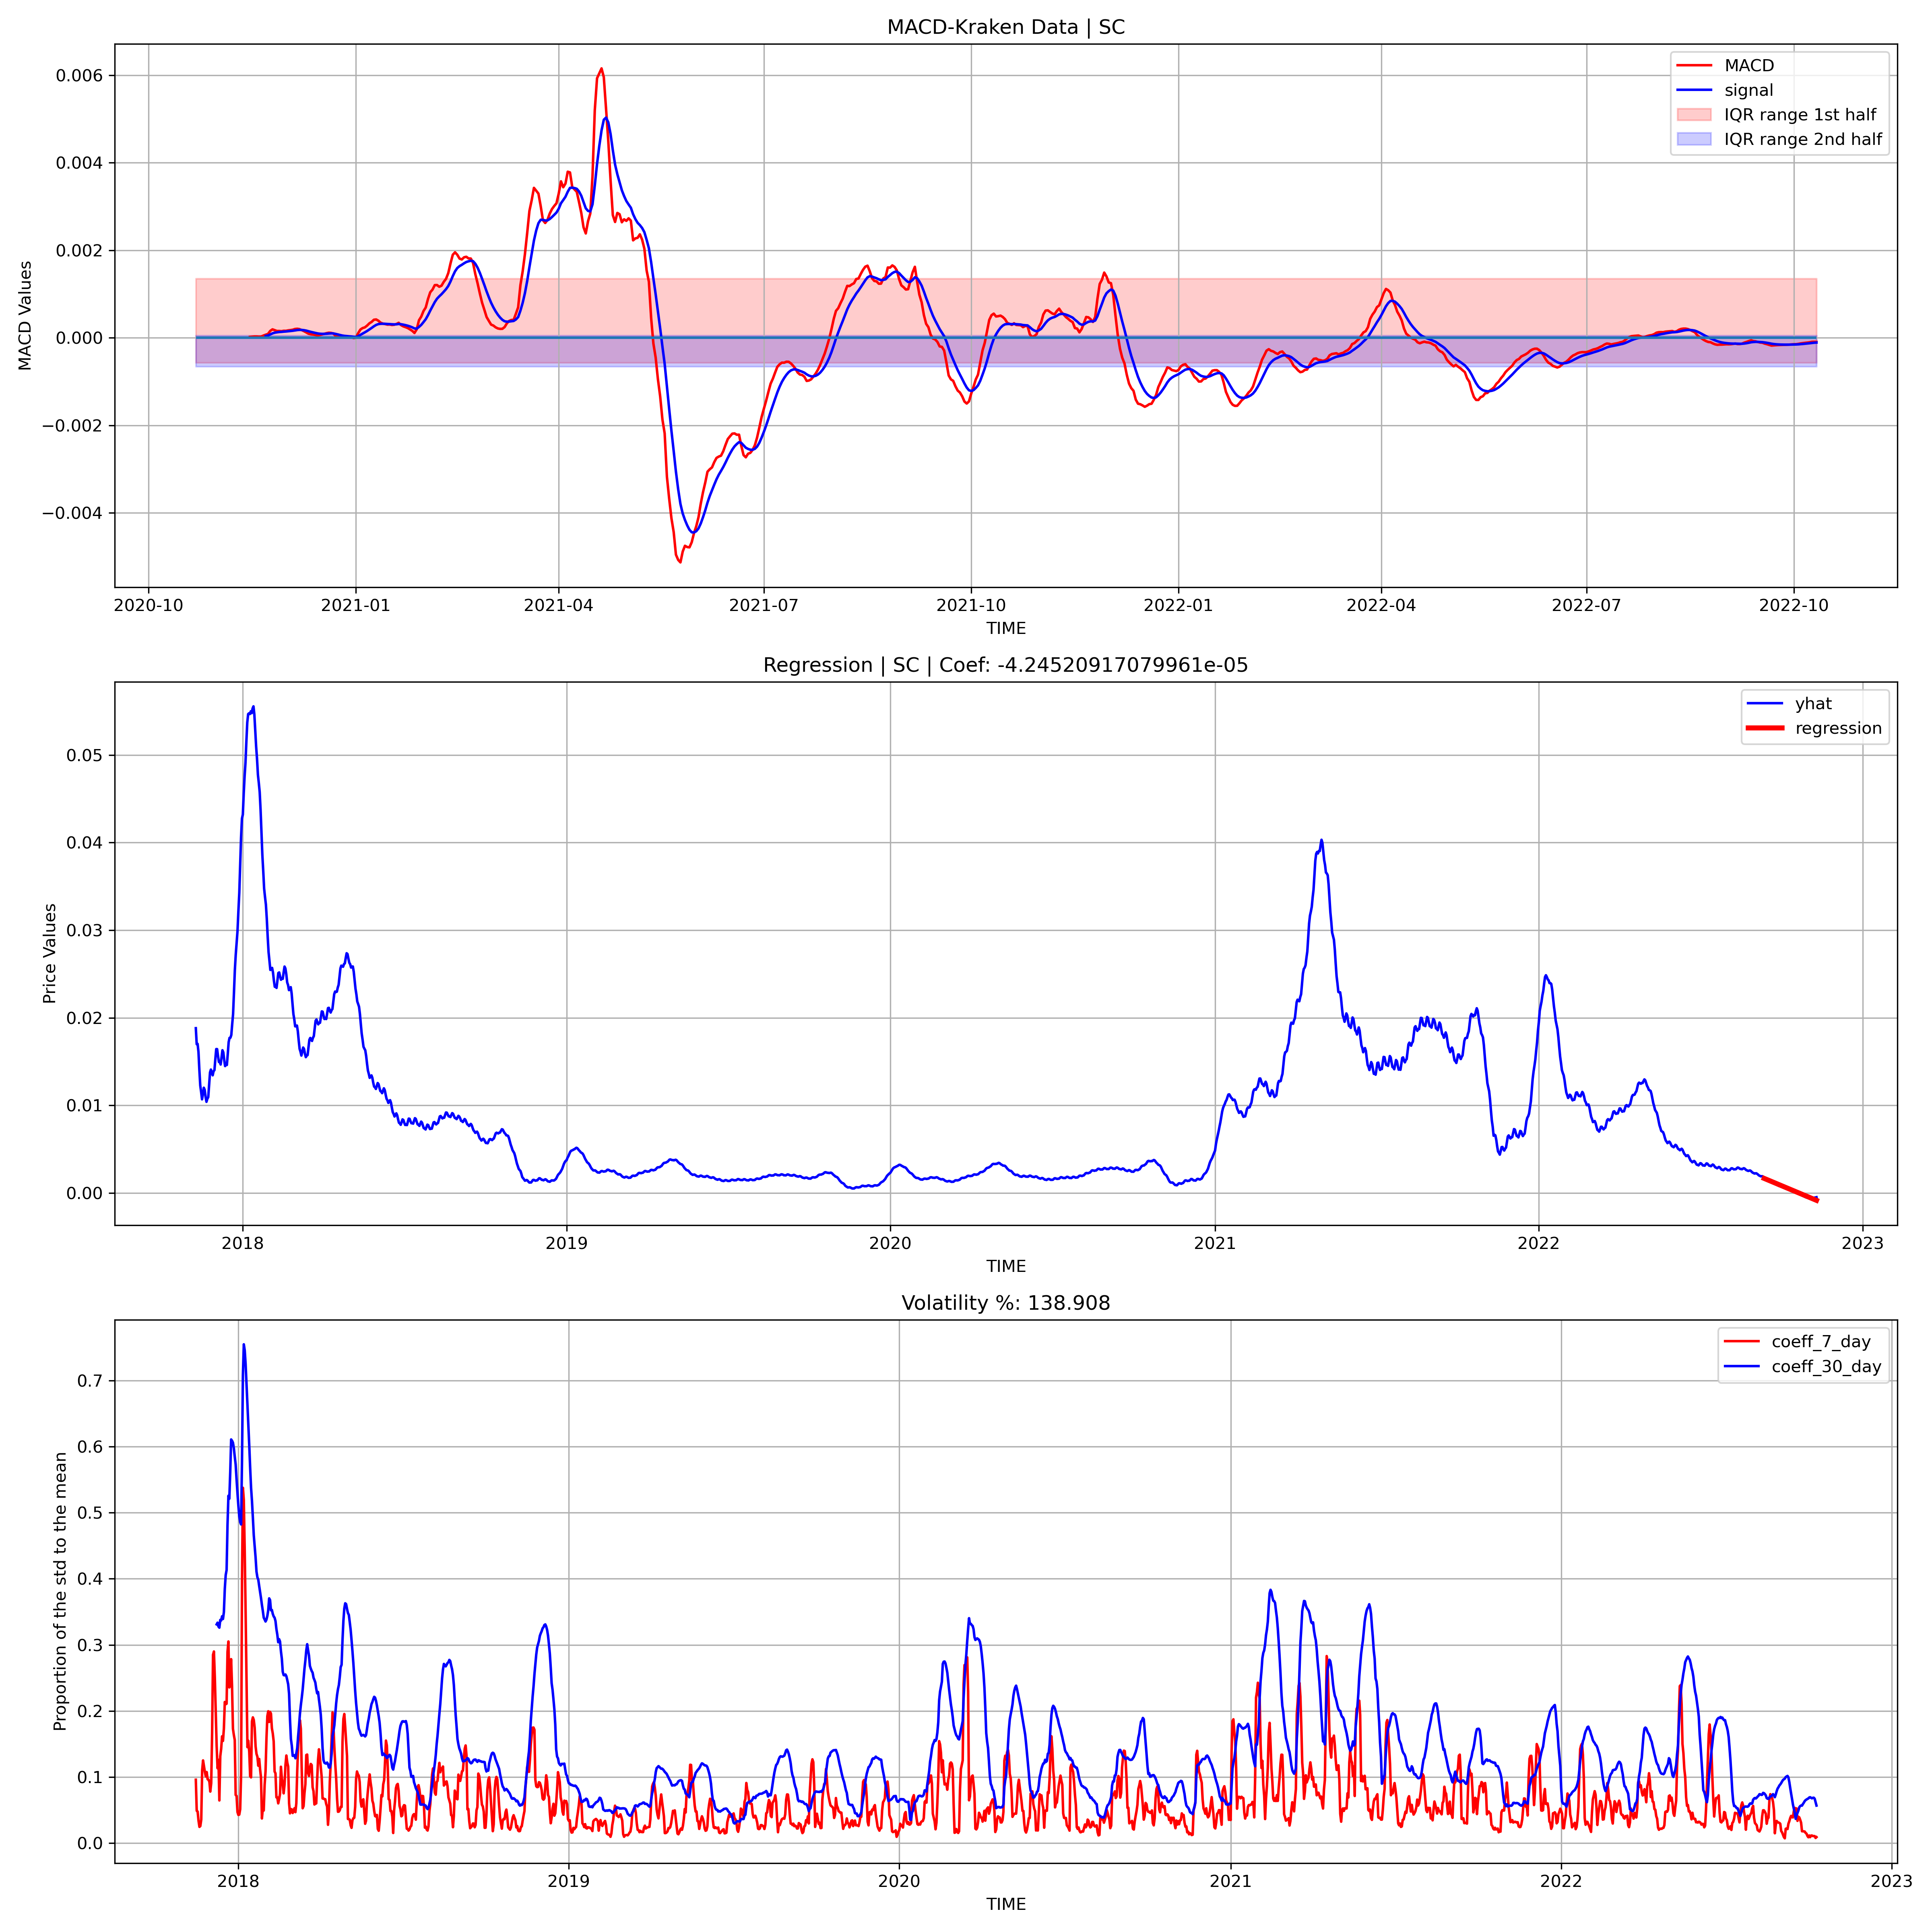 MACD-Kraken Data | SC
MACD Values
0.006
0.004
0.002
0.000
−0.002
−0.004
MACD
signal
IQR range 1st half
IQR range 2nd half
2020-10 2021-01 2021-04 2021-07 2021-10 2022-01 2022-04 2022-07 2022-10
TIME
Regression | SC | Coef: -4.24520917079961e-05
Price Values
0.05
0.04
0.03
0.02
0.01
0.00
yhat
regression
2018 2019 2020 2021 2022 2023
TIME
Volatility %: 138.908
Proportion of the std to the mean
0.7
0.6
0.5
0.4
0.3
0.2
0.1
0.0
coeff_7_day
coeff_30_day
2018 2019 2020 2021 2022 2023
TIME